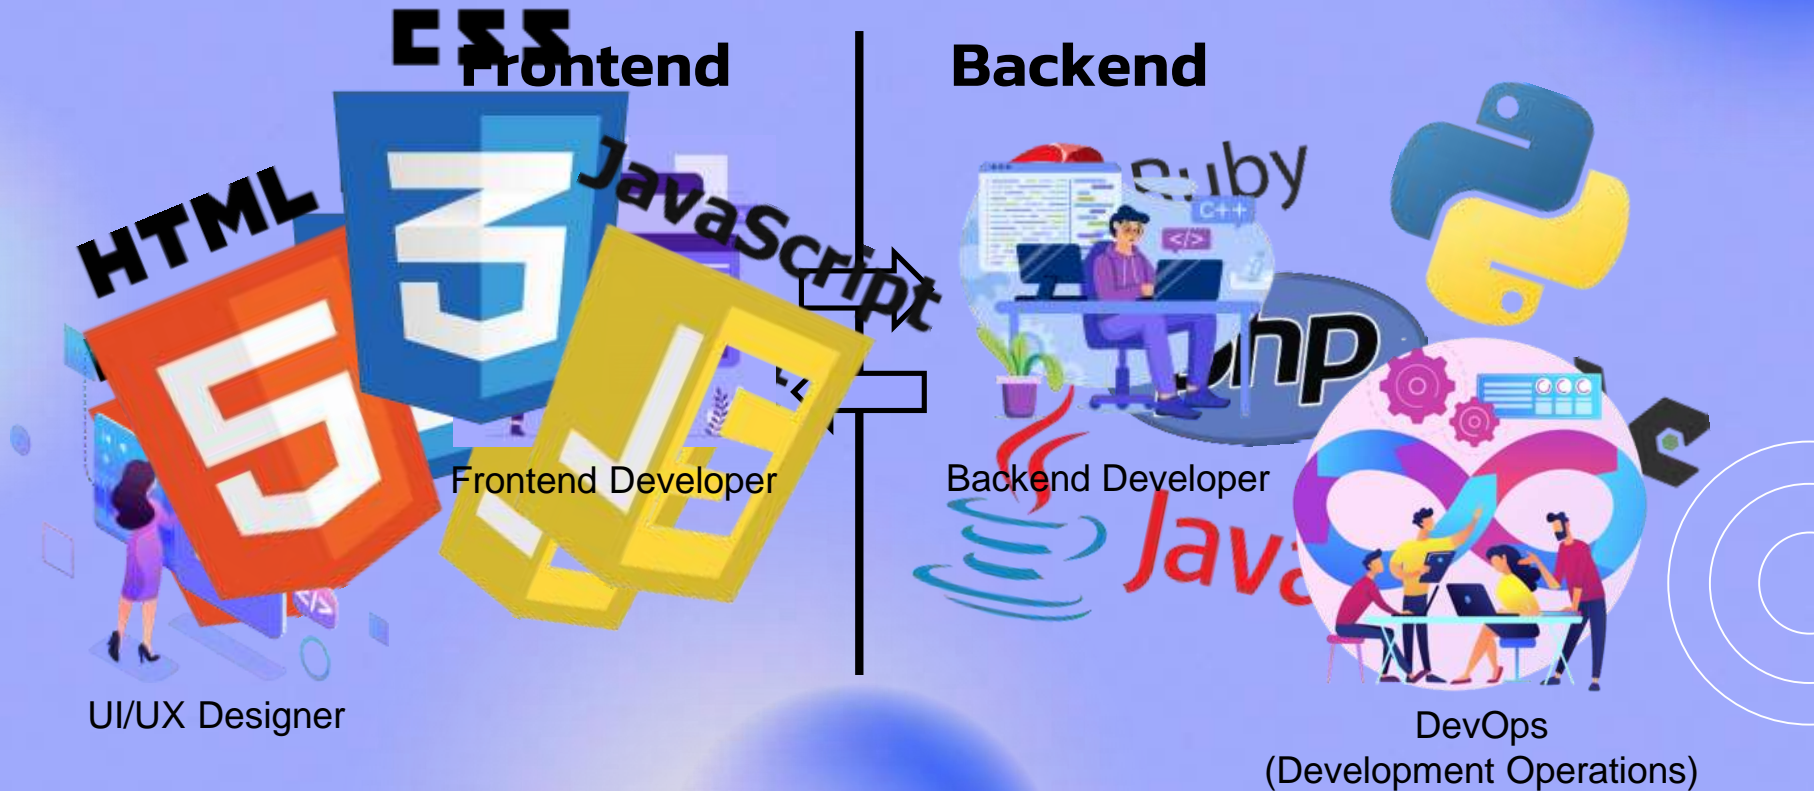 CSS
Frontend
Backend
HTML
JavaScript
Ruby
C++
</>
php
Frontend Developer
Backend Developer
Java
</>
UI/UX Designer
DevOps
(Development Operations)